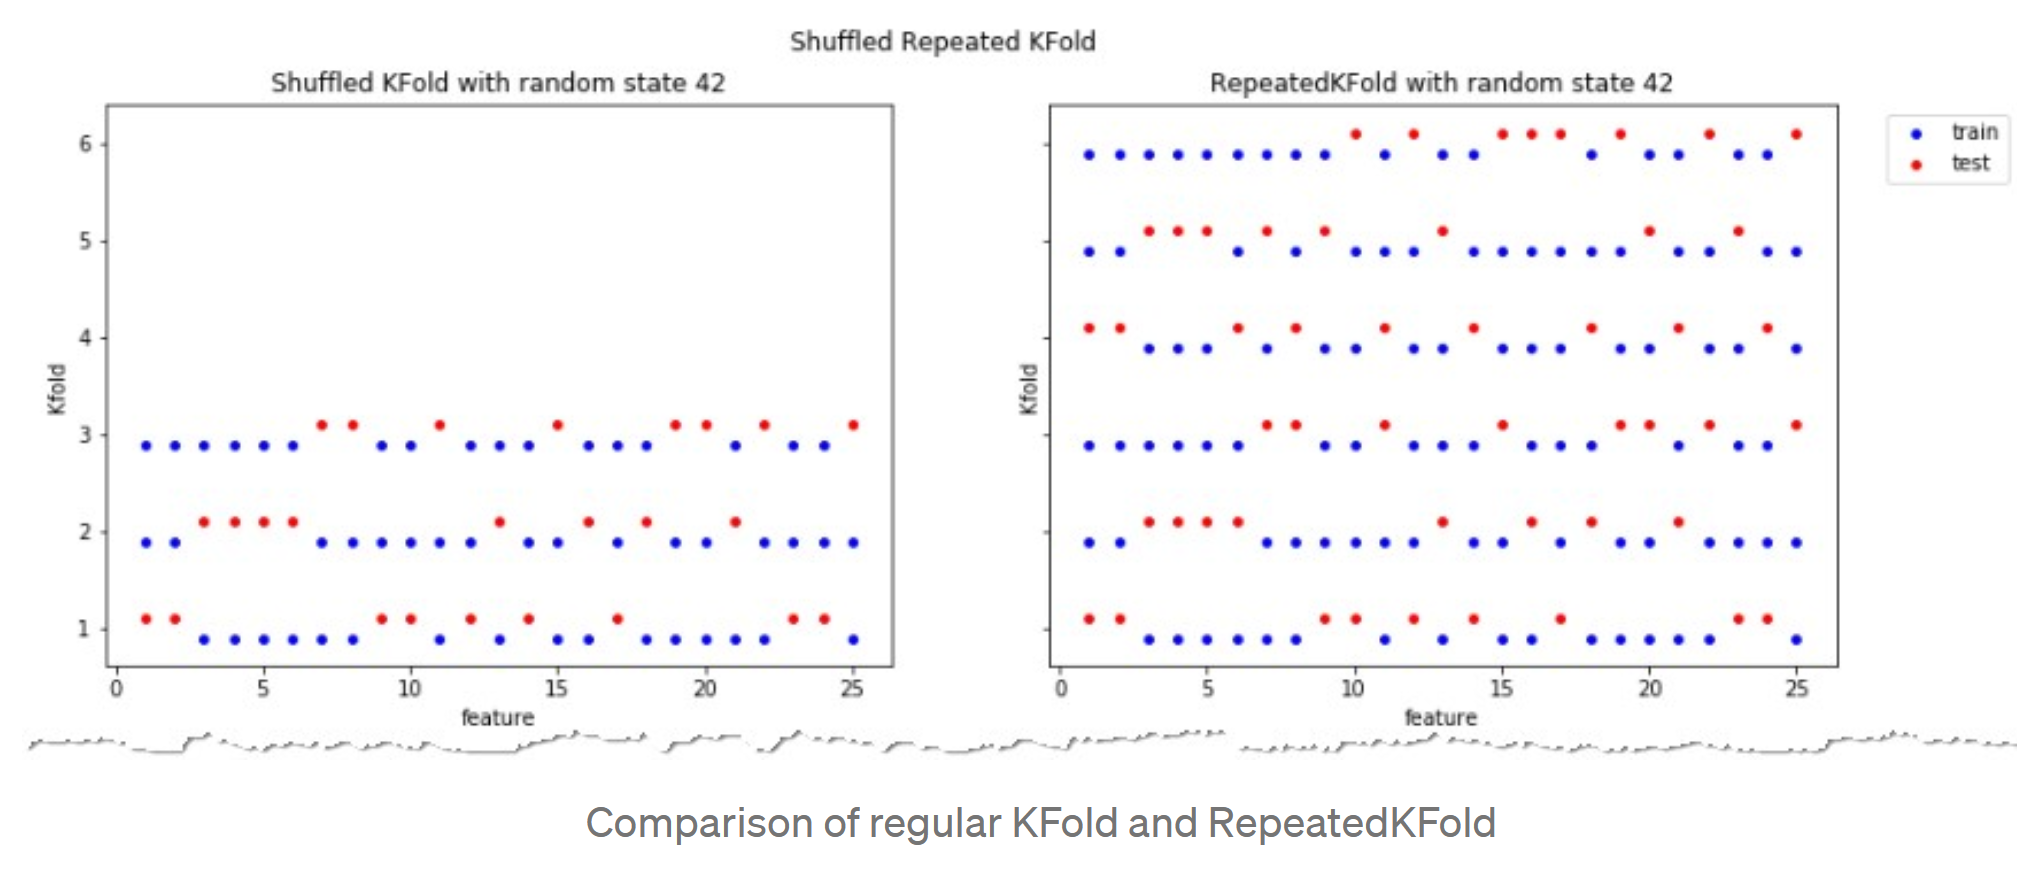 Shuffled Repeated KFold
Shuffled KFold with random state 42
6
5
4
3
2
1
Kfold
0 5 10 15 20 25
feature
RepeatedKFold with random state 42
Kfold
0 5 10 15 20 25
feature
train
test
Comparison of regular KFold and RepeatedKFold